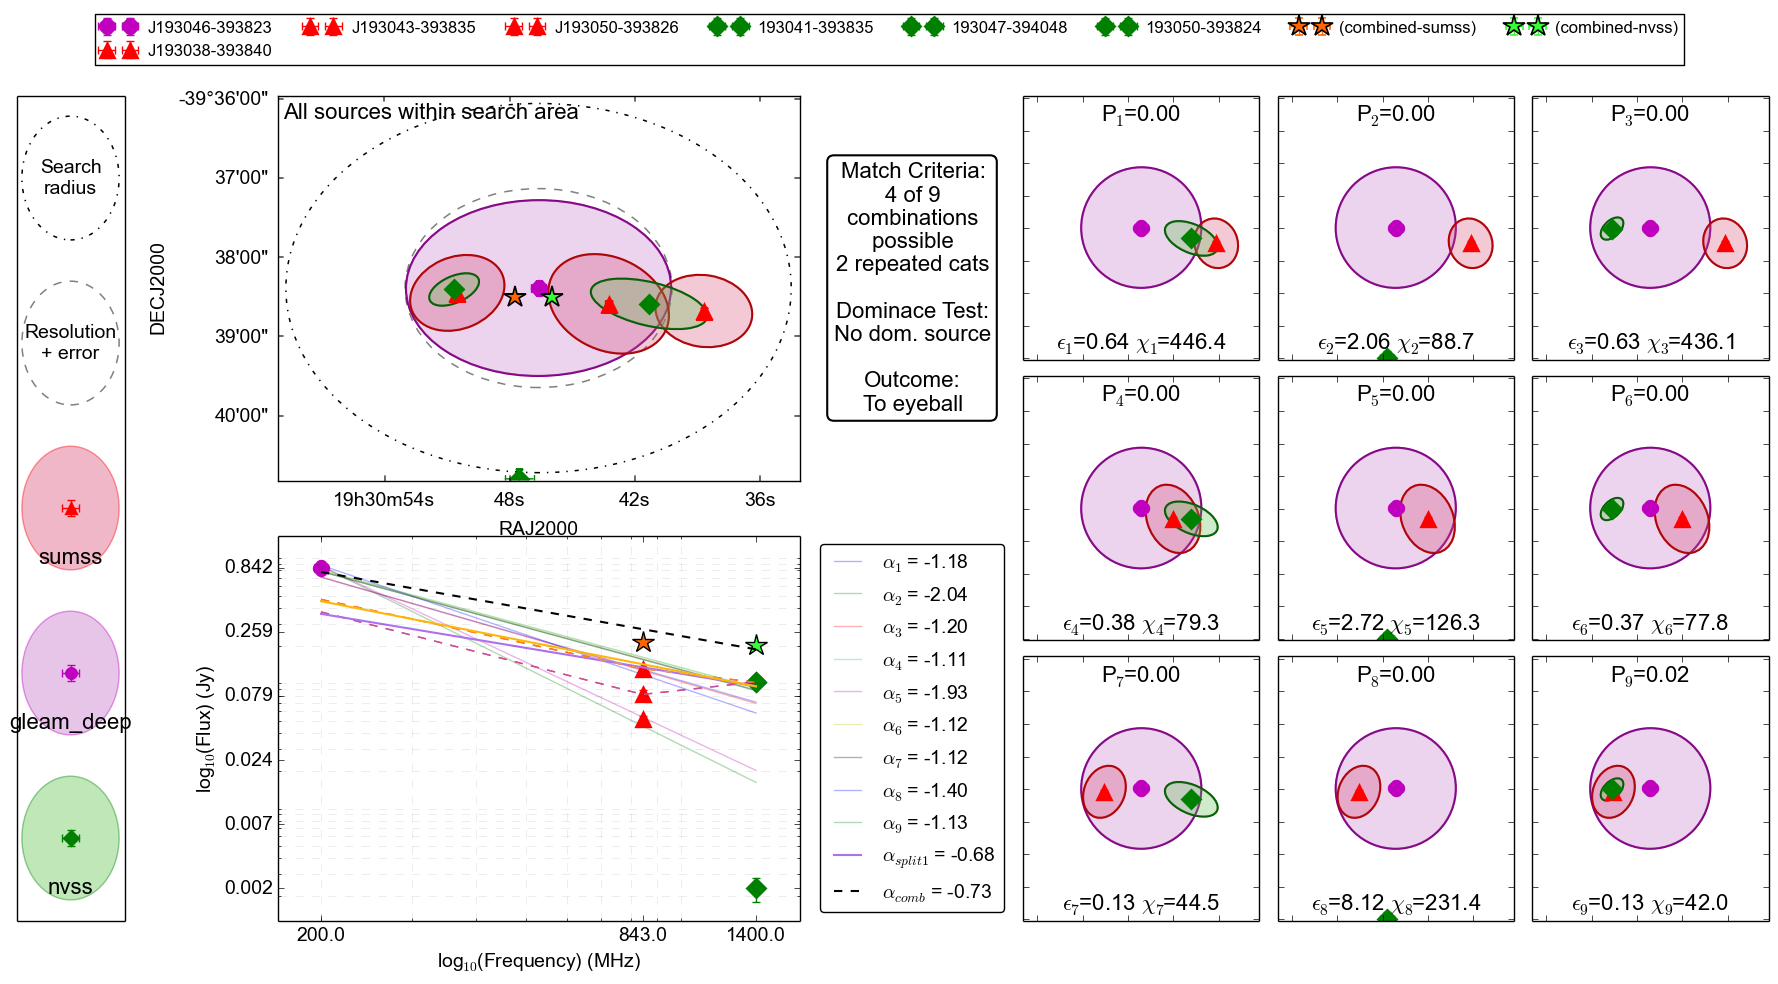 J193046-393823 J193043-393835 J193050-393826 193041-393835 193047-394048 193050-393824 (combined-sumss) (combined-nvss)
J193038-393840
Search
radius
Resolution
+ error
sumss
gleam_deep
nvss
All sources within search area
-39°36'00"
37'00"
38'00"
39'00"
40'00"
DECJ2000
19h30m54s 48s 42s 36s
RAJ2000
Match Criteria:
4 of 9
combinations
possible
2 repeated cats
Dominace Test:
No dom. source
Outcome:
To eyeball
0.842
0.259
0.079
0.024
0.007
0.002
log10(Flux) (Jy)
200.0 843.0 1400.0
log10(Frequency) (MHz)
α1 = -1.18
α2 = -2.04
α3 = -1.20
α4 = -1.11
α5 = -1.93
α6 = -1.12
α7 = -1.12
α8 = -1.40
α9 = -1.13
αsplit1 = -0.68
αcomb = -0.73
P1=0.00
ϵ1=0.64 χ1=446.4
P2=0.00
ϵ2=2.06 χ2=88.7
P3=0.00
ϵ3=0.63 χ3=436.1
P4=0.00
ϵ4=0.38 χ4=79.3
P5=0.00
ϵ5=2.72 χ5=126.3
P6=0.00
ϵ6=0.37 χ6=77.8
P7=0.00
ϵ7=0.13 χ7=44.5
P8=0.00
ϵ8=8.12 χ8=231.4
P9=0.02
ϵ9=0.13 χ9=42.0